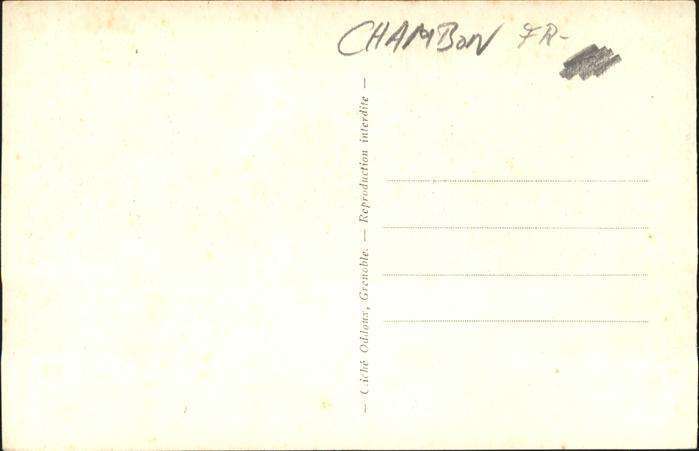 CHAMBON FR-
— Cliché Oddoux, Grenoble. — Reproduction interdite —